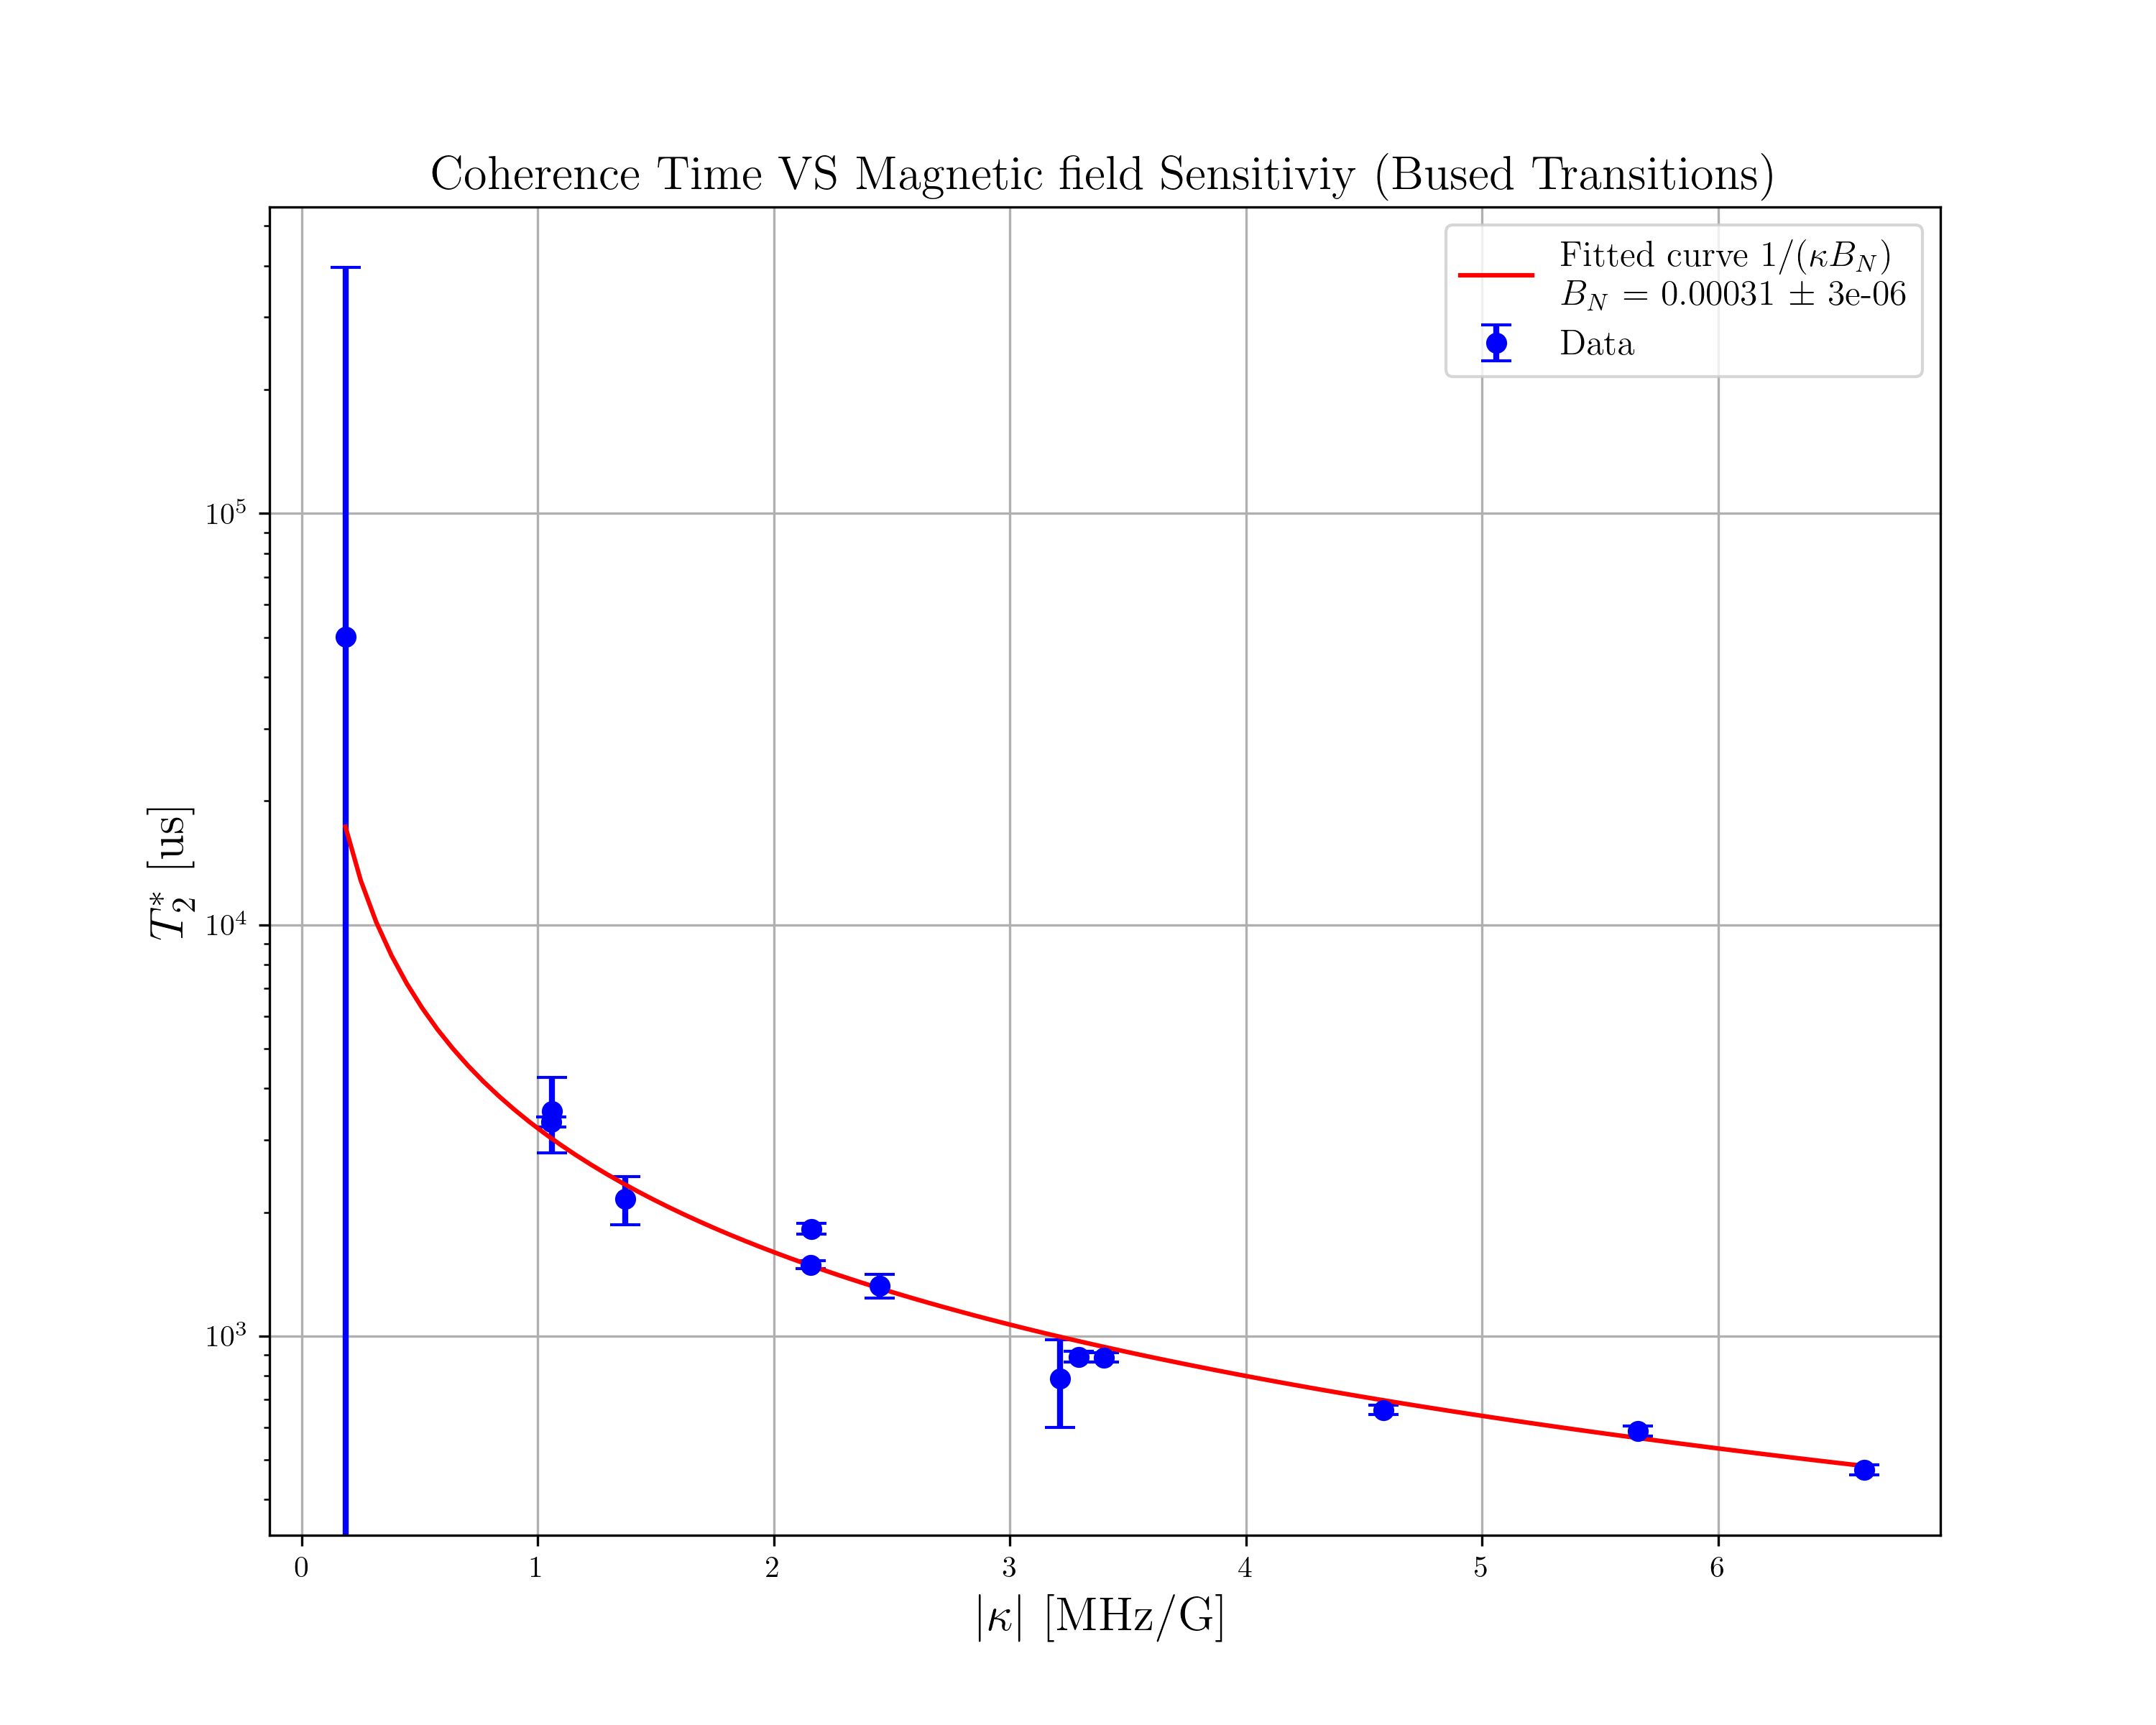 Coherence Time VS Magnetic field Sensitiviy (Bused Transitions)
Fitted curve 1/(κB_N)
B_N = 0.00031 ± 3e-06
Data
T_2^* [us]
10^5
10^4
10^3
0 1 2 3 4 5 6
|κ| [MHz/G]